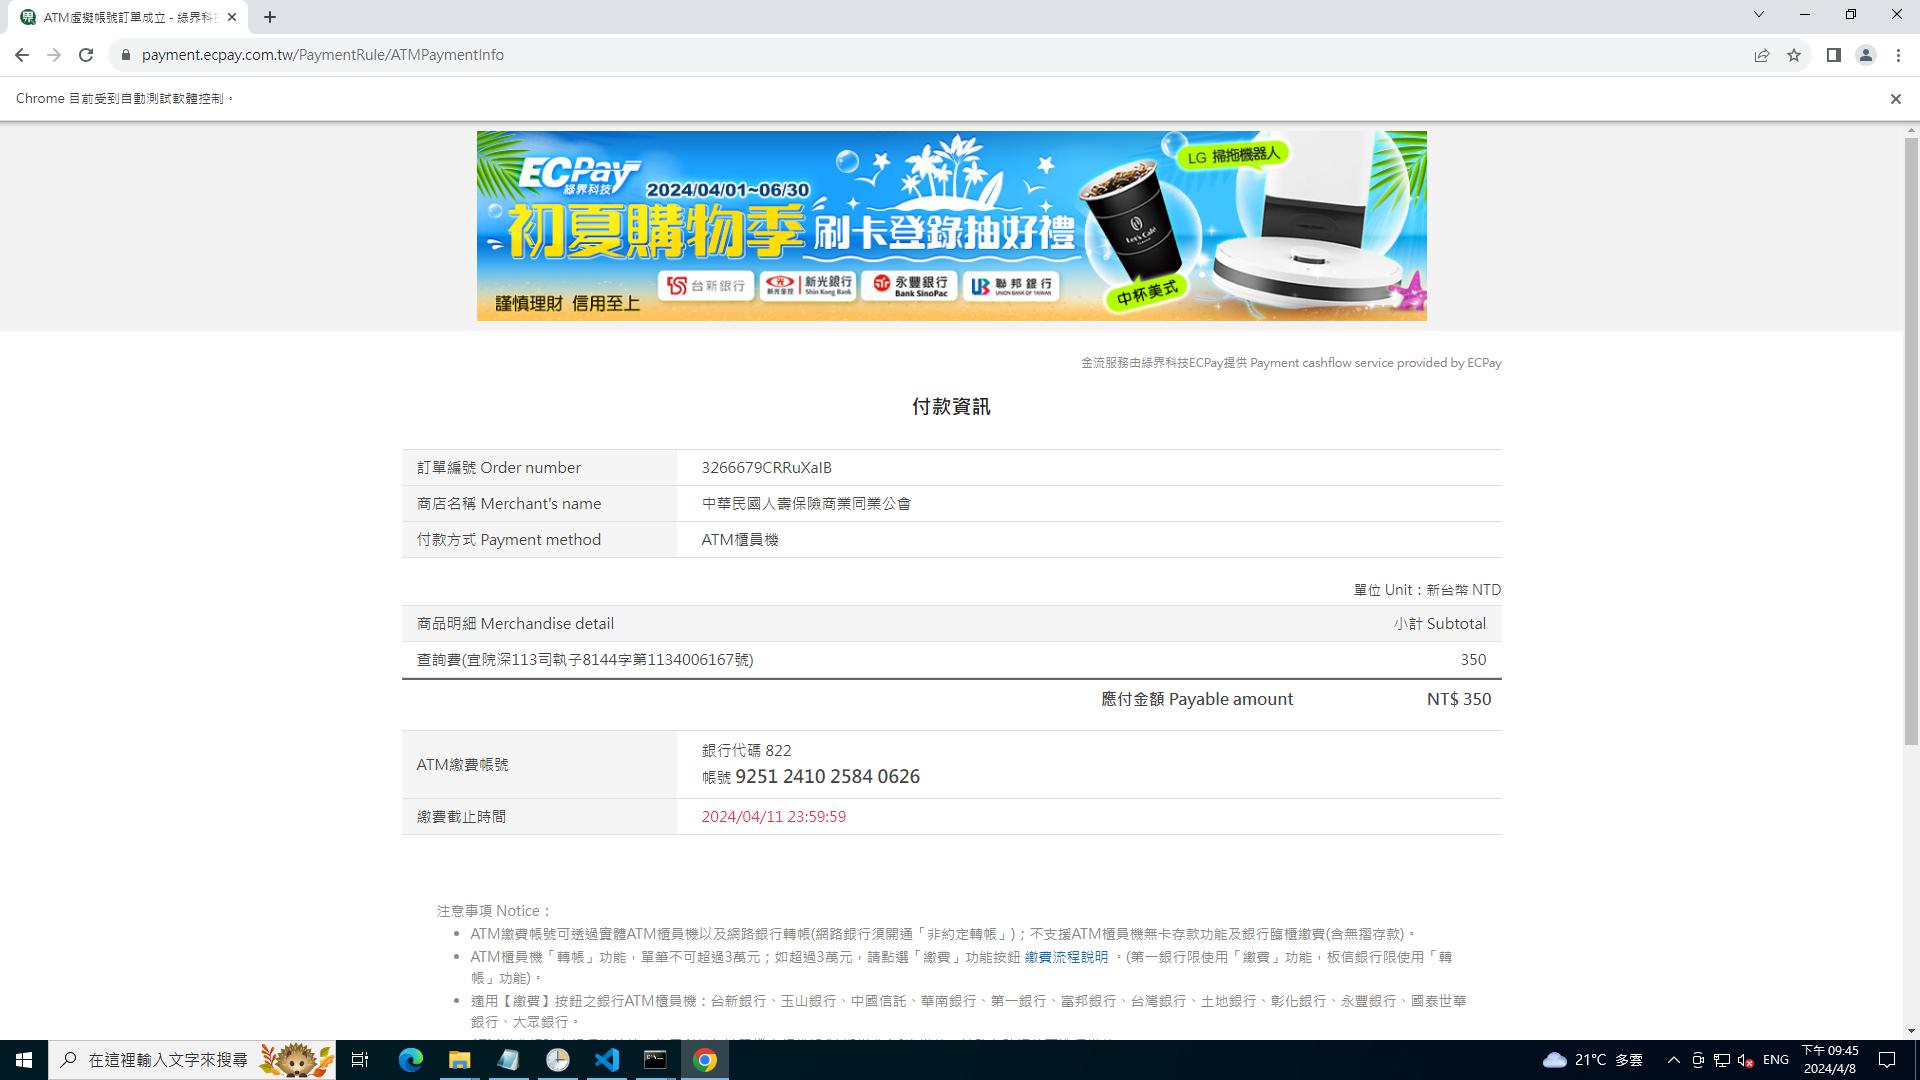 ATM虛擬帳號訂單成立 - 綠界科
payment.ecpay.com.tw/PaymentRule/ATMPaymentInfo
Chrome 目前受到自動測試軟體控制。
ECPay
綠界科技
2024/04/01~06/30
初夏購物季 刷卡登錄抽好禮
LG 掃拖機器人
Let's Café
中杯美式
台新銀行
新光銀行
Shin Kong Bank
永豐銀行
Bank SinoPac
聯邦銀行
UNION BANK OF TAIWAN
謹慎理財 信用至上
金流服務由綠界科技ECPay提供 Payment cashflow service provided by ECPay
付款資訊
訂單編號 Order number 3266679CRRuXaIB
商店名稱 Merchant's name 中華民國人壽保險商業同業公會
付款方式 Payment method ATM櫃員機
單位 Unit：新台幣 NTD
商品明細 Merchandise detail 小計 Subtotal
查詢費(宜院深113司執子8144字第1134006167號) 350
應付金額 Payable amount NT$ 350
ATM繳費帳號
銀行代碼 822
帳號 9251 2410 2584 0626
繳費截止時間 2024/04/11 23:59:59
注意事項 Notice：
ATM繳費帳號可透過實體ATM櫃員機以及網路銀行轉帳(網路銀行須開通「非約定轉帳」)；不支援ATM櫃員機無卡存款功能及銀行臨櫃繳費(含無摺存款)。
ATM櫃員機「轉帳」功能，單筆不可超過3萬元；如超過3萬元，請點選「繳費」功能按鈕 繳費流程說明 。(第一銀行限使用「繳費」功能，板信銀行限使用「轉
帳」功能)。
適用【繳費】按鈕之銀行ATM櫃員機：台新銀行、玉山銀行、中國信託、華南銀行、第一銀行、富邦銀行、台灣銀行、土地銀行、彰化銀行、永豐銀行、國泰世華
銀行、大眾銀行。
在這裡輸入文字來搜尋
21°C 多雲
ENG
下午 09:45
2024/4/8